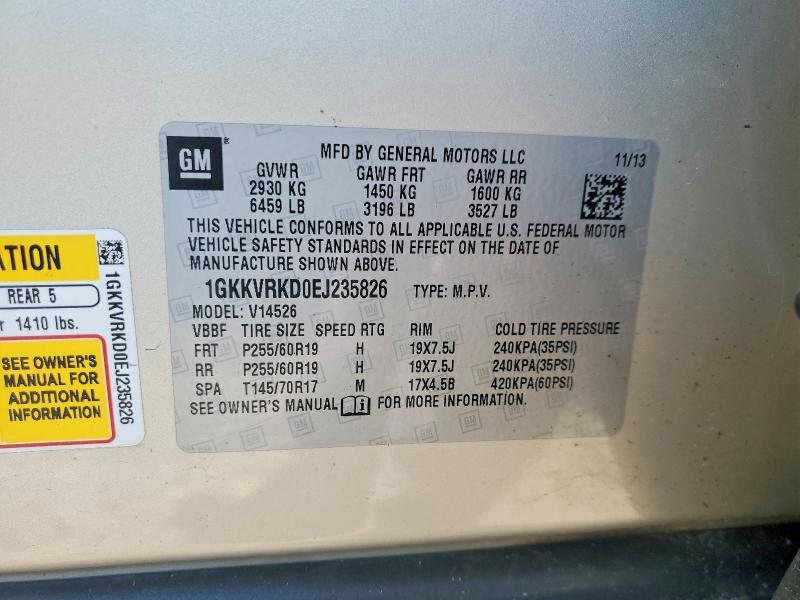 GM
MFD BY GENERAL MOTORS LLC 11/13
GVWR GAWR FRT GAWR RR
2930 KG 1450 KG 1600 KG
6459 LB 3196 LB 3527 LB
THIS VEHICLE CONFORMS TO ALL APPLICABLE U.S. FEDERAL MOTOR
VEHICLE SAFETY STANDARDS IN EFFECT ON THE DATE OF
MANUFACTURE SHOWN ABOVE.
1GKKVRKD0EJ235826 TYPE: M.P.V.
MODEL: V14526
VBBF TIRE SIZE SPEED RTG RIM COLD TIRE PRESSURE
FRT P255/60R19 H 19X7.5J 240KPA(35PSI)
RR P255/60R19 H 19X7.5J 240KPA(35PSI)
SPA T145/70R17 M 17X4.5B 420KPA(60PSI)
SEE OWNER'S MANUAL FOR MORE INFORMATION.
REAR 5
1410 lbs.
SEE OWNER'S
MANUAL FOR
ADDITIONAL
INFORMATION
1GKKVRKD0EJ235826